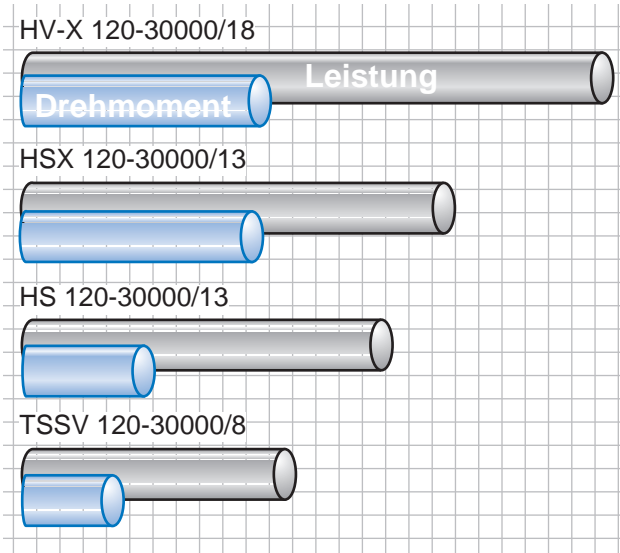 HV-X 120-30000/18
Leistung
Drehmoment
HSX 120-30000/13
HS 120-30000/13
TSSV 120-30000/8